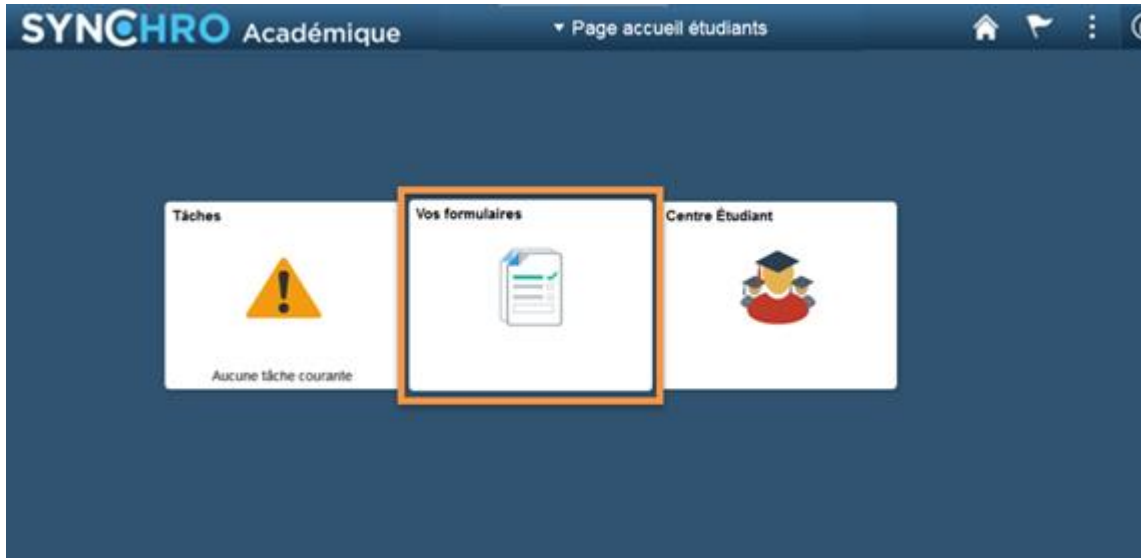 SYNCHRO Académique
Page accueil étudiants
Tâches
Vos formulaires
Centre Étudiant
Aucune tâche courante